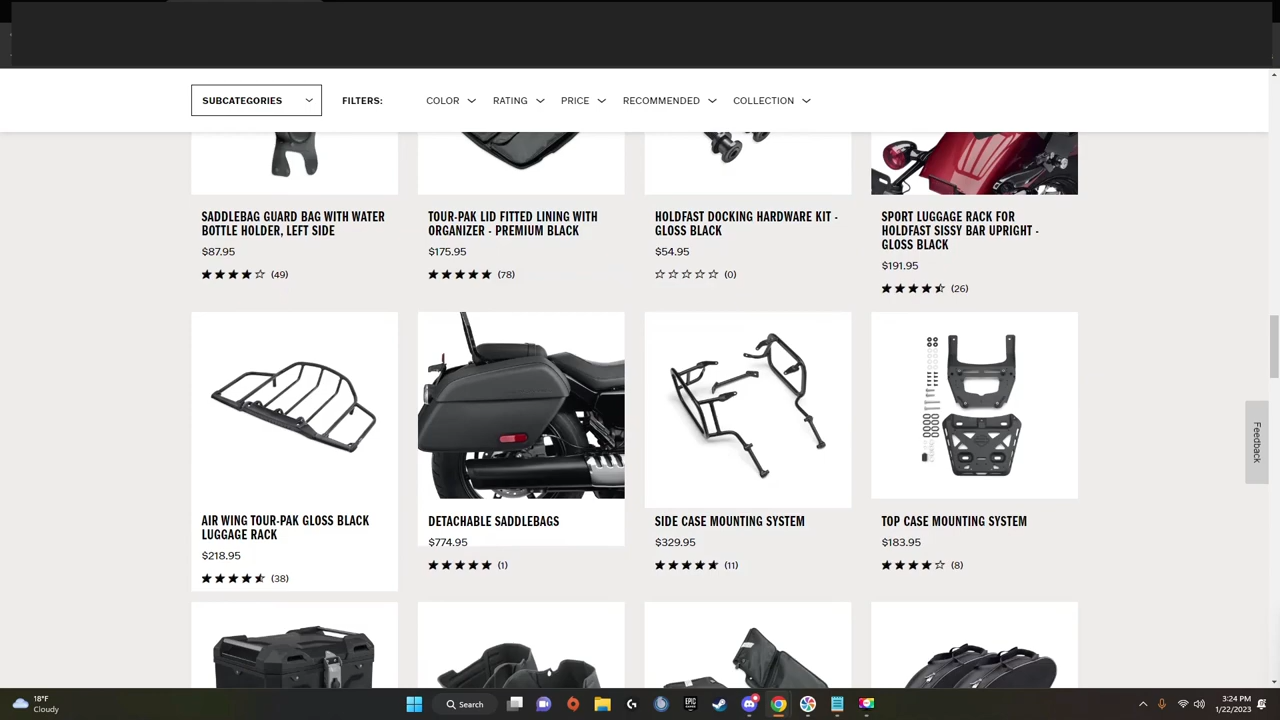 SUBCATEGORIES
FILTERS:
COLOR
RATING
PRICE
RECOMMENDED
COLLECTION
SADDLEBAG GUARD BAG WITH WATER
BOTTLE HOLDER, LEFT SIDE
$87.95
(49)
TOUR-PAK LID FITTED LINING WITH
ORGANIZER - PREMIUM BLACK
$175.95
(78)
HOLDFAST DOCKING HARDWARE KIT -
GLOSS BLACK
$54.95
(0)
SPORT LUGGAGE RACK FOR
HOLDFAST SISSY BAR UPRIGHT -
GLOSS BLACK
$191.95
(26)
AIR WING TOUR-PAK GLOSS BLACK
LUGGAGE RACK
$218.95
(38)
DETACHABLE SADDLEBAGS
$774.95
(1)
SIDE CASE MOUNTING SYSTEM
$329.95
(11)
TOP CASE MOUNTING SYSTEM
$183.95
(8)
Feedback
18°F
Cloudy
Search
EPIC
3:24 PM
1/22/2023